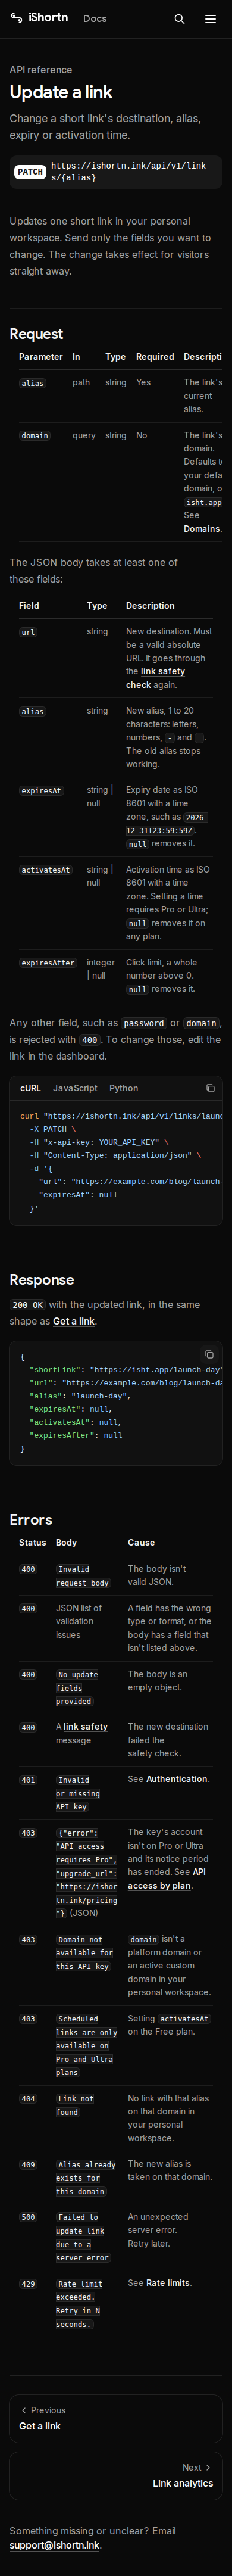 iShortn
Docs
API reference
Update a link
Change a short link's destination, alias,
expiry or activation time.
PATCH
https://ishortn.ink/api/v1/link
s/{alias}
Updates one short link in your personal
workspace. Send only the fields you want to
change. The change takes effect for visitors
straight away.
Request
Parameter In Type Required Descripti
alias path string Yes The link's
current
alias.
domain query string No The link's
domain.
Defaults t
your defa
domain, o
isht.app
See
Domains.
The JSON body takes at least one of
these fields:
Field Type Description
url string New destination. Must
be a valid absolute
URL. It goes through
the link safety
check again.
alias string New alias, 1 to 20
characters: letters,
numbers, - and _.
The old alias stops
working.
expiresAt string | Expiry date as ISO
null 8601 with a time
zone, such as 2026-
12-31T23:59:59Z.
null removes it.
activatesAt string | Activation time as ISO
null 8601 with a time
zone. Setting a time
requires Pro or Ultra;
null removes it on
any plan.
expiresAfter integer Click limit, a whole
| null number above 0.
null removes it.
Any other field, such as password or domain,
is rejected with 400. To change those, edit the
link in the dashboard.
cURL JavaScript Python
curl "https://ishortn.ink/api/v1/links/launc
-X PATCH \
-H "x-api-key: YOUR_API_KEY" \
-H "Content-Type: application/json" \
-d '{
"url": "https://example.com/blog/launch-
"expiresAt": null
}'
Response
200 OK with the updated link, in the same
shape as Get a link.
{
"shortLink": "https://isht.app/launch-day"
"url": "https://example.com/blog/launch-da
"alias": "launch-day",
"expiresAt": null,
"activatesAt": null,
"expiresAfter": null
}
Errors
Status Body Cause
400 Invalid The body isn't
request body valid JSON.
400 JSON list of A field has the wrong
validation type or format, or the
issues body has a field that
isn't listed above.
400 No update The body is an
fields empty object.
provided
400 A link safety The new destination
message failed the
safety check.
401 Invalid See Authentication.
or missing
API key
403 {"error": The key's account
"API access isn't on Pro or Ultra
requires Pro", and its notice period
"upgrade_url": has ended. See API
"https://ishor access by plan.
tn.ink/pricing
"} (JSON)
403 Domain not domain isn't a
available for platform domain or
this API key an active custom
domain in your
personal workspace.
403 Scheduled Setting activatesAt
links are only on the Free plan.
available on
Pro and Ultra
plans
404 Link not No link with that alias
found on that domain in
your personal
workspace.
409 Alias already The new alias is
exists for taken on that domain.
this domain
500 Failed to An unexpected
update link server error.
due to a Retry later.
server error
429 Rate limit See Rate limits.
exceeded.
Retry in N
seconds.
Previous
Get a link
Next
Link analytics
Something missing or unclear? Email
support@ishortn.ink.